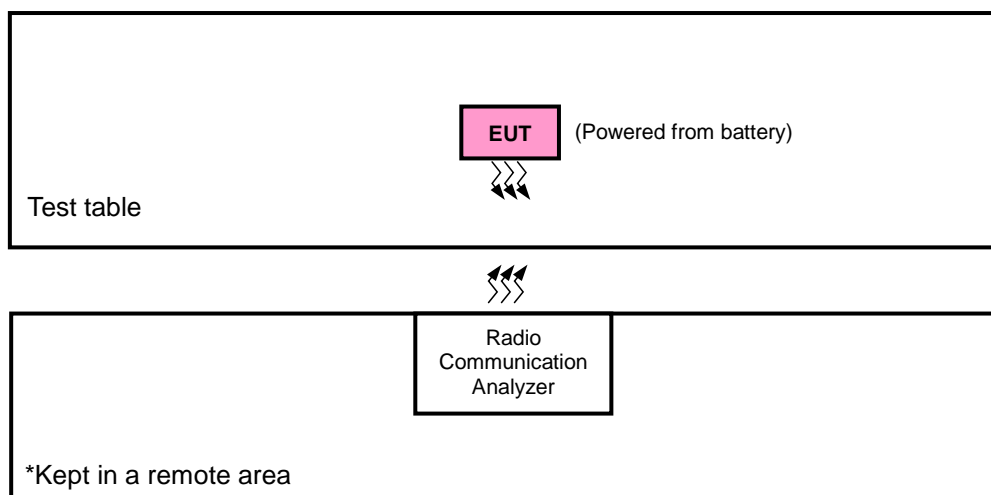 EUT
(Powered from battery)
Test table
Radio
Communication
Analyzer
*Kept in a remote area